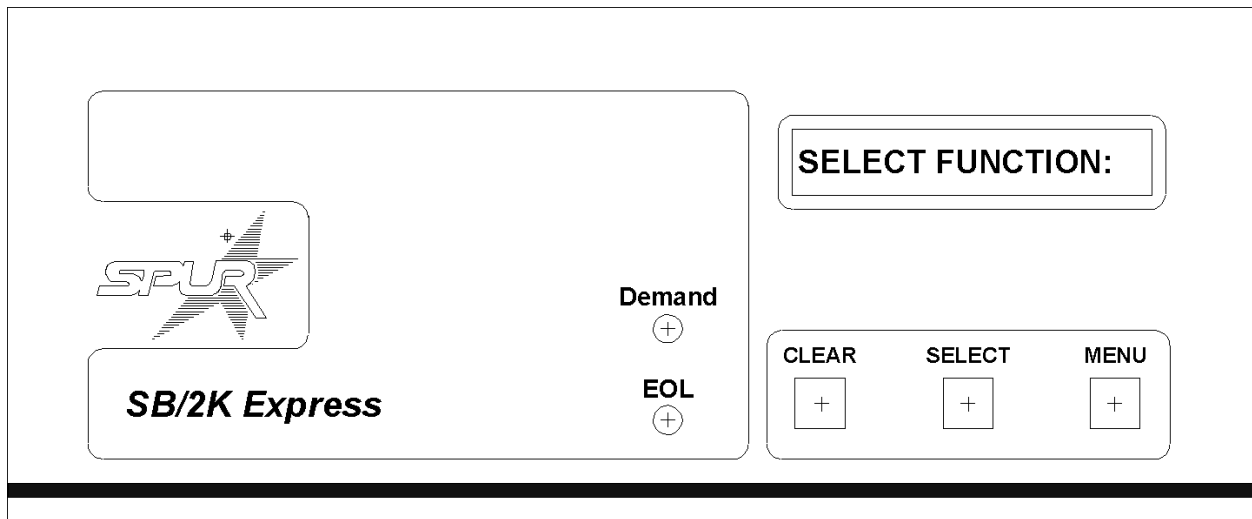 SPUR
SB/2K Express
Demand
EOL
SELECT FUNCTION:
CLEAR SELECT MENU